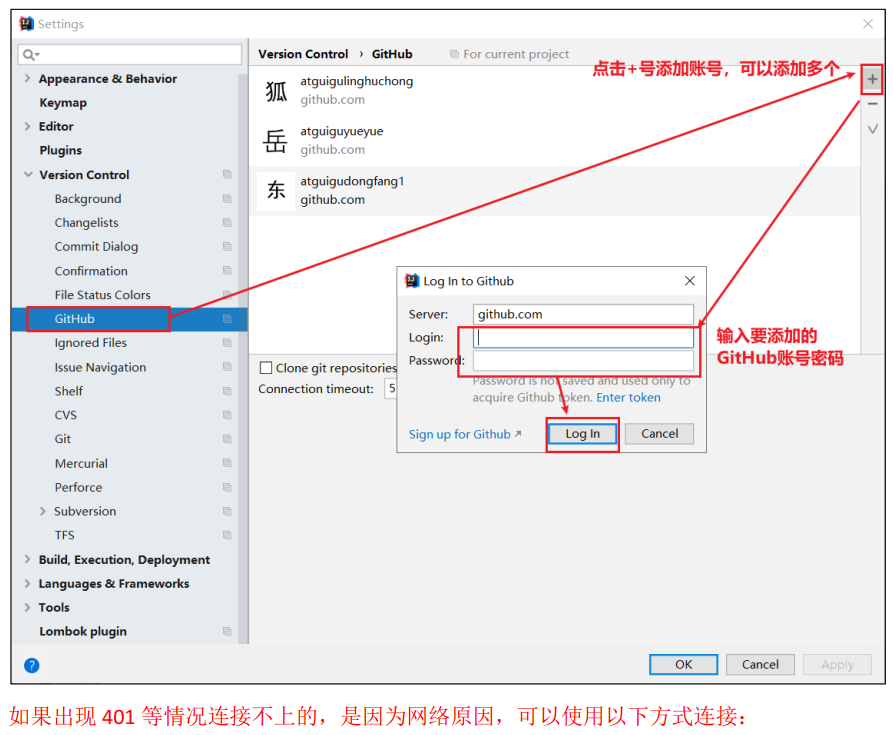 Settings
Version Control › GitHub For current project
点击+号添加账号，可以添加多个
Appearance & Behavior
Keymap
Editor
Plugins
Version Control
Background
Changelists
Commit Dialog
Confirmation
File Status Colors
GitHub
Ignored Files
Issue Navigation
Shelf
CVS
Git
Mercurial
Perforce
Subversion
TFS
Build, Execution, Deployment
Languages & Frameworks
Tools
Lombok plugin
狐 atguigulinghuchong
github.com
岳 atguiguyueyue
github.com
东 atguigudongfang1
github.com
Clone git repositories
Connection timeout: 5
Log In to Github
Server: github.com
Login:
Password:
Password is not saved and used only to
acquire Github token. Enter token
Sign up for Github ↗ Log In Cancel
输入要添加的
GitHub账号密码
? OK Cancel Apply
如果出现 401 等情况连接不上的，是因为网络原因，可以使用以下方式连接：